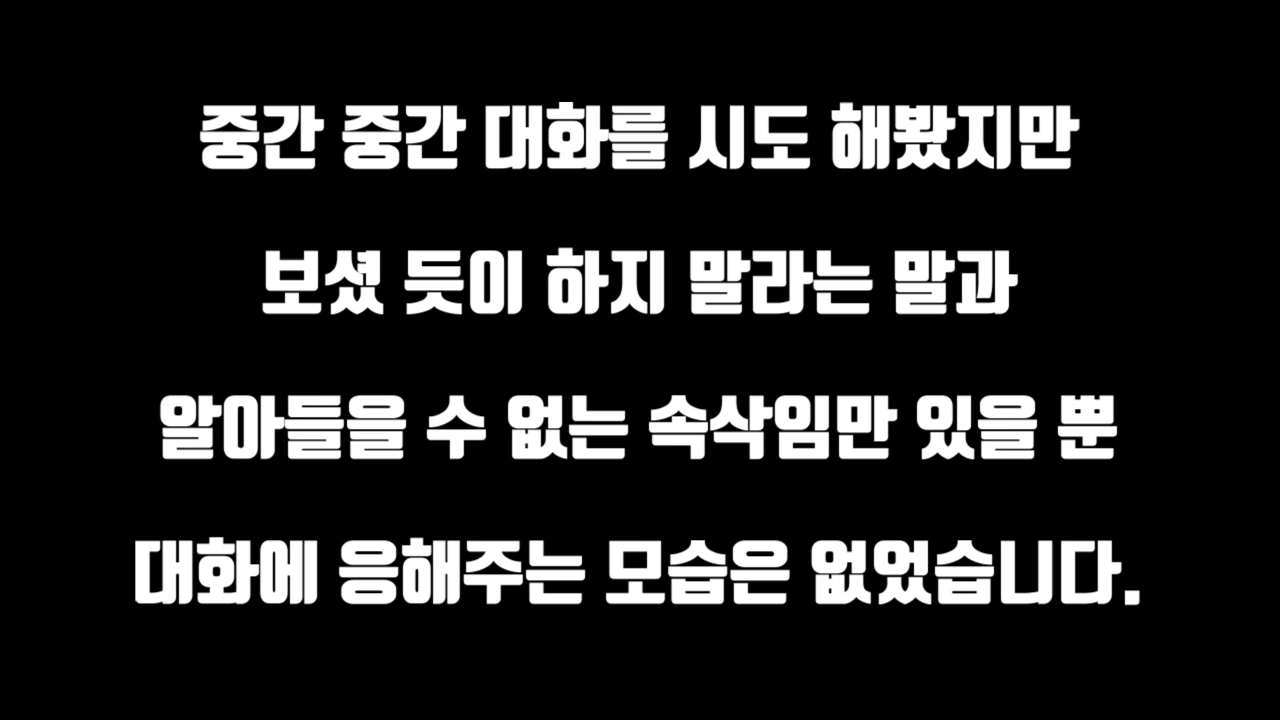 중간 중간 대화를 시도 해봤지만
보셨 듯이 하지 말라는 말과
알아들을 수 없는 속삭임만 있을 뿐
대화에 응해주는 모습은 없었습니다.